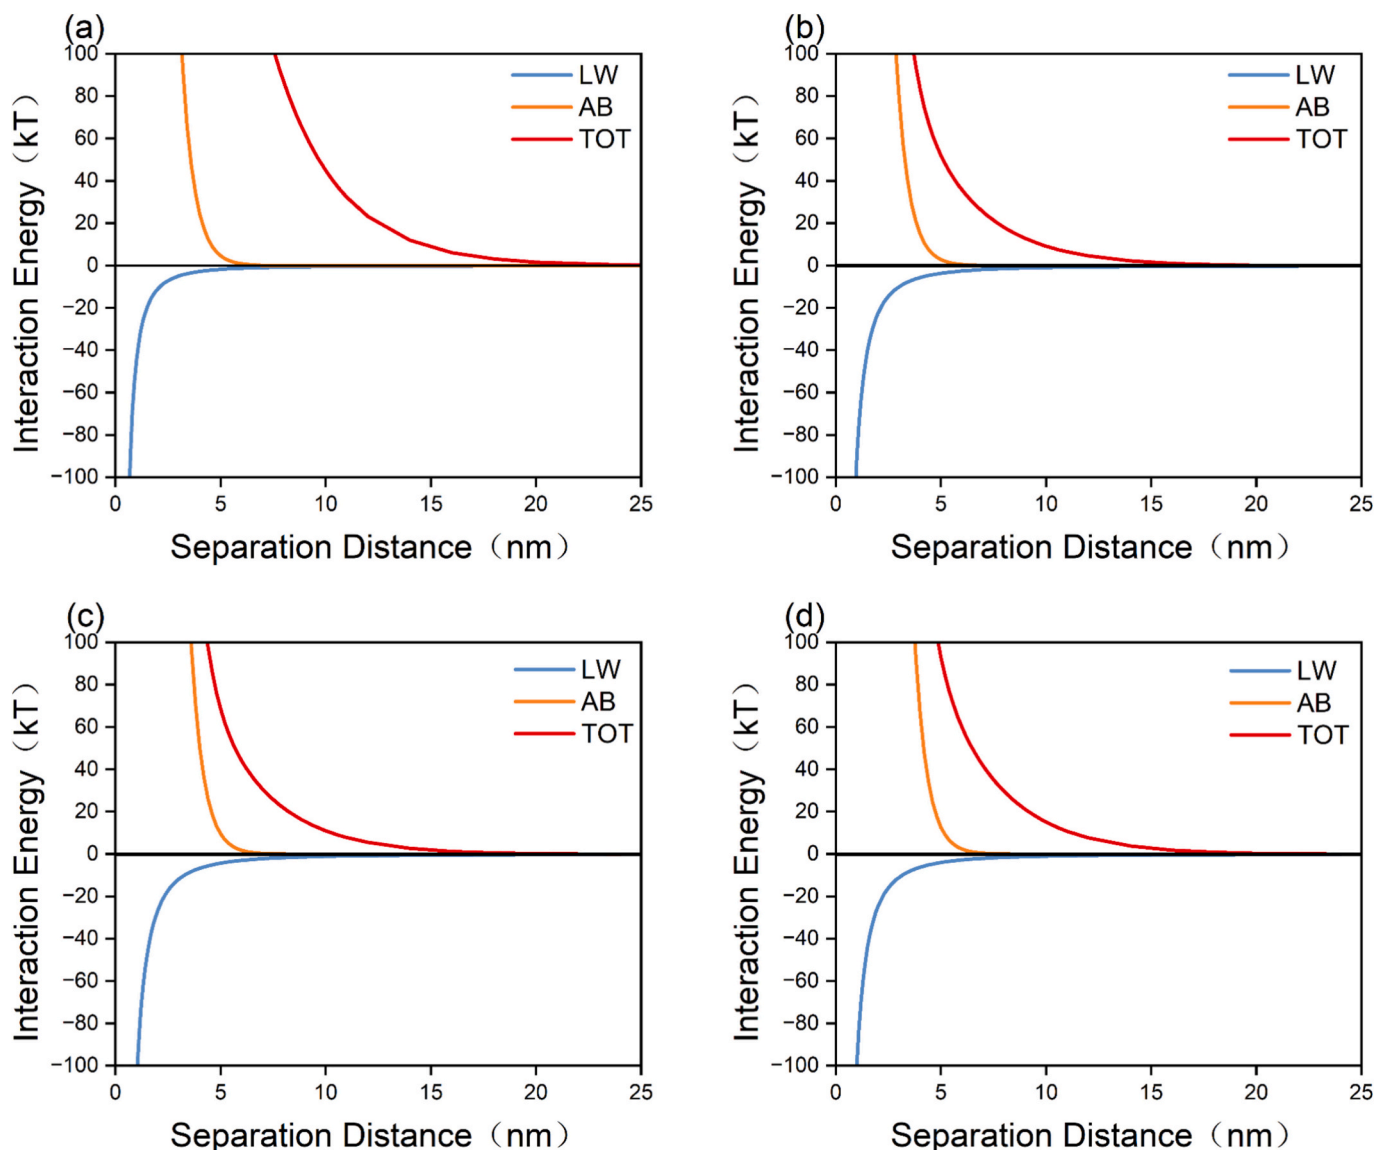 (a)
Interaction Energy（kT）
100
80
60
40
20
0
−20
−40
−60
−80
−100
LW
AB
TOT
0 5 10 15 20 25
Separation Distance（nm）
(b)
Interaction Energy（kT）
100
80
60
40
20
0
−20
−40
−60
−80
−100
LW
AB
TOT
0 5 10 15 20 25
Separation Distance（nm）
(c)
Interaction Energy（kT）
100
80
60
40
20
0
−20
−40
−60
−80
−100
LW
AB
TOT
0 5 10 15 20 25
Separation Distance（nm）
(d)
Interaction Energy（kT）
100
80
60
40
20
0
−20
−40
−60
−80
−100
LW
AB
TOT
0 5 10 15 20 25
Separation Distance（nm）